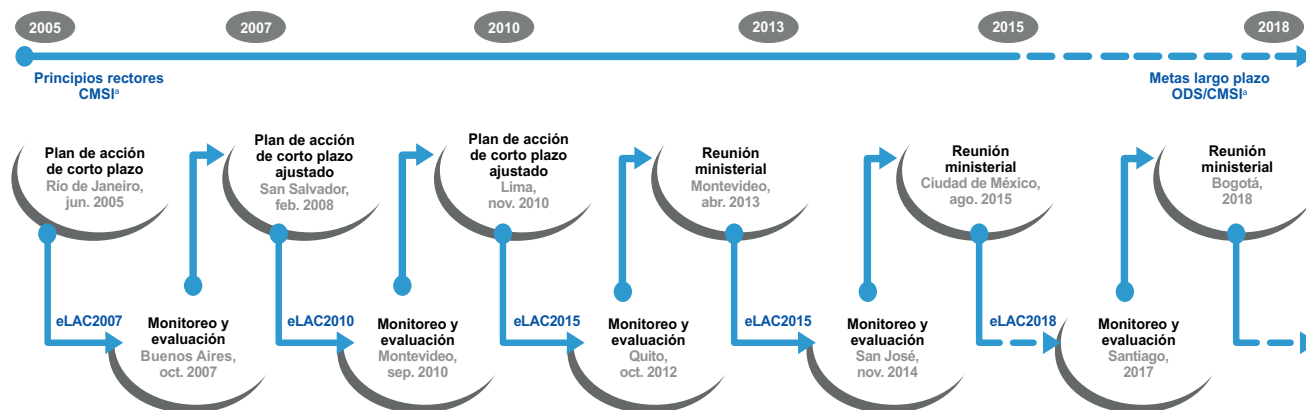 2005
2007
2010
2013
2015
2018
Principios rectores
CMSIª
Metas largo plazo
ODS/CMSIª
Plan de acción
de corto plazo
Río de Janeiro,
jun. 2005
Plan de acción
de corto plazo
ajustado
San Salvador,
feb. 2008
Plan de acción
de corto plazo
ajustado
Lima,
nov. 2010
Reunión
ministerial
Montevideo,
abr. 2013
Reunión
ministerial
Ciudad de México,
ago. 2015
Reunión
ministerial
Bogotá,
2018
eLAC2007
Monitoreo y
evaluación
Buenos Aires,
oct. 2007
eLAC2010
Monitoreo y
evaluación
Montevideo,
sep. 2010
eLAC2015
Monitoreo y
evaluación
Quito,
oct. 2012
eLAC2015
Monitoreo y
evaluación
San José,
nov. 2014
eLAC2018
Monitoreo y
evaluación
Santiago,
2017